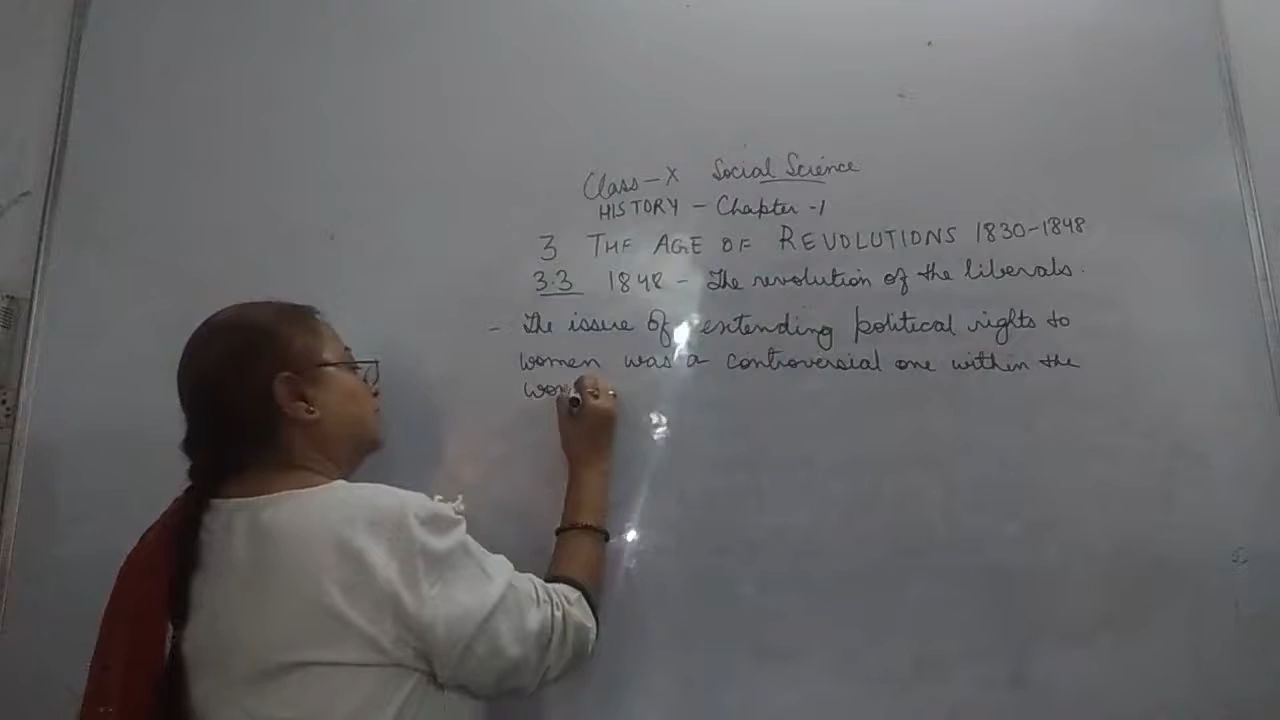 Class-X Social Science
HISTORY - Chapter -1
3 THE AGE OF REVOLUTIONS 1830-1848
3.3 1848 - The revolution of the liberals.
- The issue of extending political rights to
women was a controversial one within the